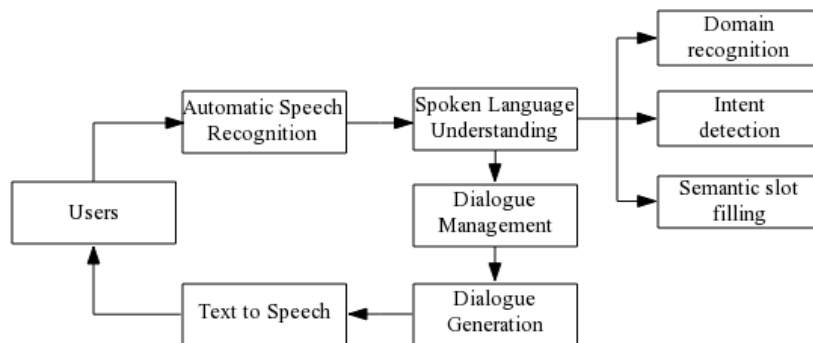 Domain
recognition
Automatic Speech
Recognition
Spoken Language
Understanding
Intent
detection
Users
Dialogue
Management
Semantic slot
filling
Text to Speech
Dialogue
Generation